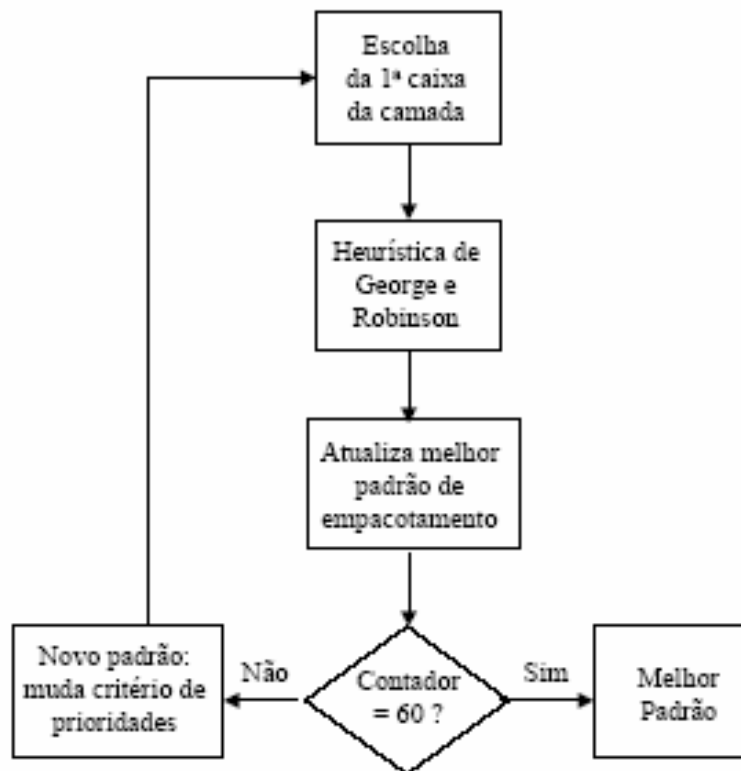 Escolha
da 1ª caixa
da camada
Heurística de
George e
Robinson
Atualiza melhor
padrão de
empacotamento
Novo padrão:
muda critério de
prioridades
Não
Contador
= 60 ?
Sim
Melhor
Padrão